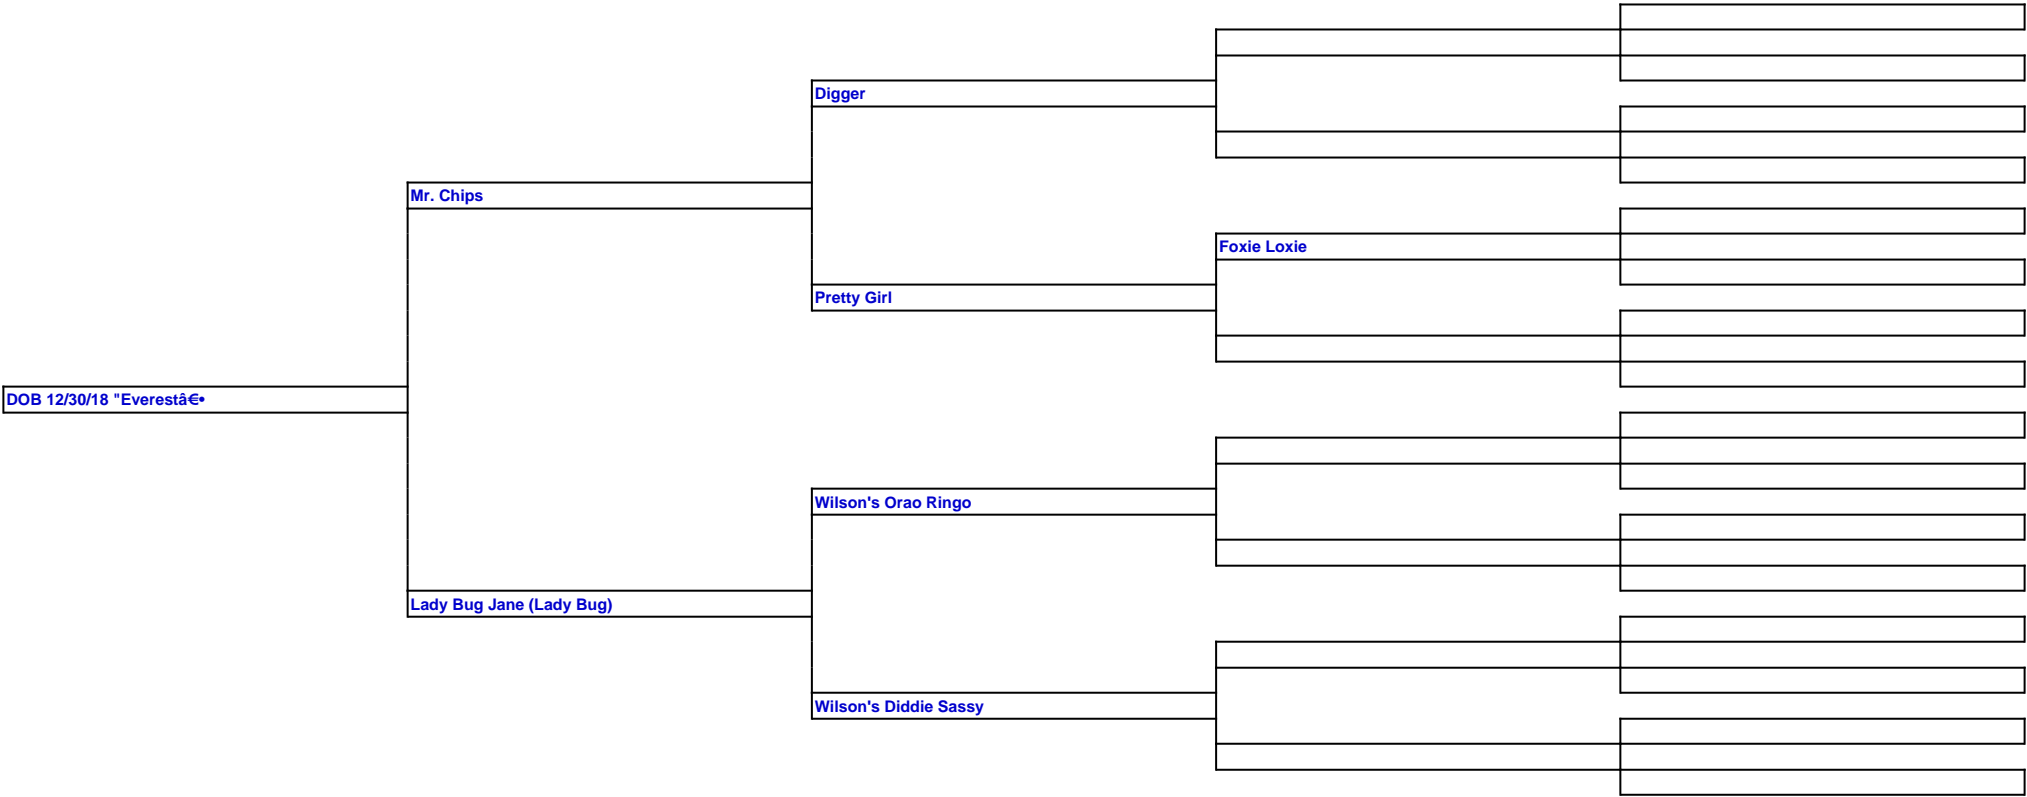 Digger
Mr. Chips
Foxie Loxie
Pretty Girl
DOB 12/30/18 "Everestâ€•
Wilson's Orao Ringo
Lady Bug Jane (Lady Bug)
Wilson's Diddie Sassy